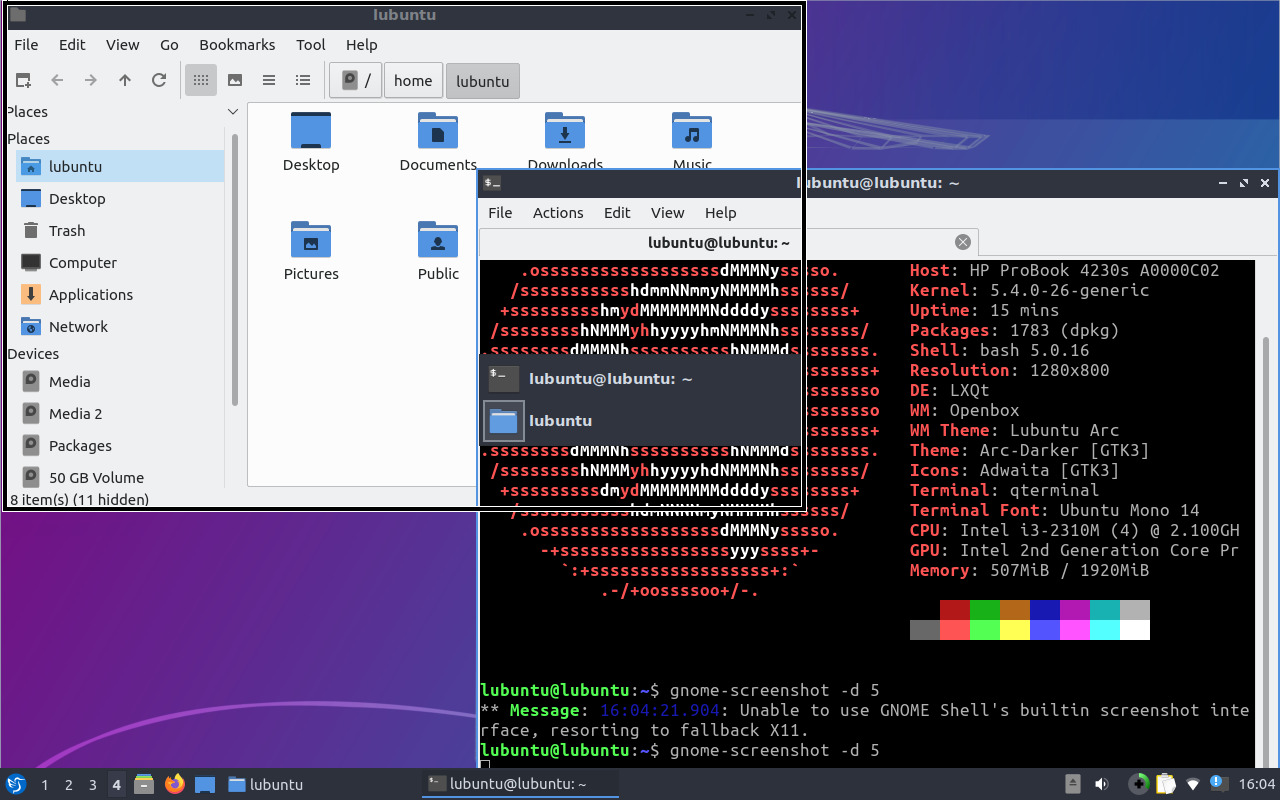 lubuntu
File Edit View Go Bookmarks Tool Help
/ home lubuntu
Places
Places
lubuntu
Desktop
Trash
Computer
Applications
Network
Devices
Media
Media 2
Packages
50 GB Volume
8 item(s) (11 hidden)
Desktop Documents Downloads Music
Pictures Public
lubuntu@lubuntu: ~
File Actions Edit View Help
lubuntu@lubuntu: ~
.osssssssssssssssssssdMMMNysssso. Host: HP ProBook 4230s A0000C02
/ssssssssssshdmmNNmmyNMMMMhssssss/ Kernel: 5.4.0-26-generic
+ssssssssshmydMMMMMMMNddddyssssssss+ Uptime: 15 mins
/sssssssshNMMMyhhyyyyhmNMMMNhssssssss/ Packages: 1783 (dpkg)
.ssssssssdMMMNhsssssssssshNMMMdssssssss. Shell: bash 5.0.16
sssssss+ Resolution: 1280x800
sssssssso DE: LXQt
sssssssso WM: Openbox
sssssss+ WM Theme: Lubuntu Arc
.ssssssssdMMMNhsssssssssshNMMMdssssssss. Theme: Arc-Darker [GTK3]
/sssssssshNMMMyhhyyyyhdNMMMNhssssssss/ Icons: Adwaita [GTK3]
+sssssssssdmydMMMMMMMMddddyssssssss+ Terminal: qterminal
/ssssssssssshdmNNNNmyNMMMMhssssss/ Terminal Font: Ubuntu Mono 14
.ossssssssssssssssssdMMMNysssso. CPU: Intel i3-2310M (4) @ 2.100GH
-+sssssssssssssssssyyyssss+- GPU: Intel 2nd Generation Core Pr
`:+ssssssssssssssssss+:` Memory: 507MiB / 1920MiB
.-/+oossssoo+/-.
$_ lubuntu@lubuntu: ~
lubuntu
lubuntu@lubuntu:~$ gnome-screenshot -d 5
** Message: 16:04:21.904: Unable to use GNOME Shell's builtin screenshot inte
rface, resorting to fallback X11.
lubuntu@lubuntu:~$ gnome-screenshot -d 5
1 2 3 4 lubuntu lubuntu@lubuntu: ~ 16:04